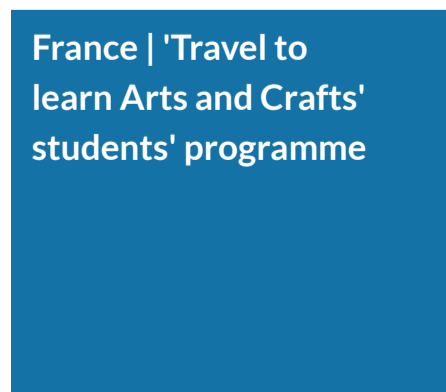 France | 'Travel to
learn Arts and Crafts'
students' programme